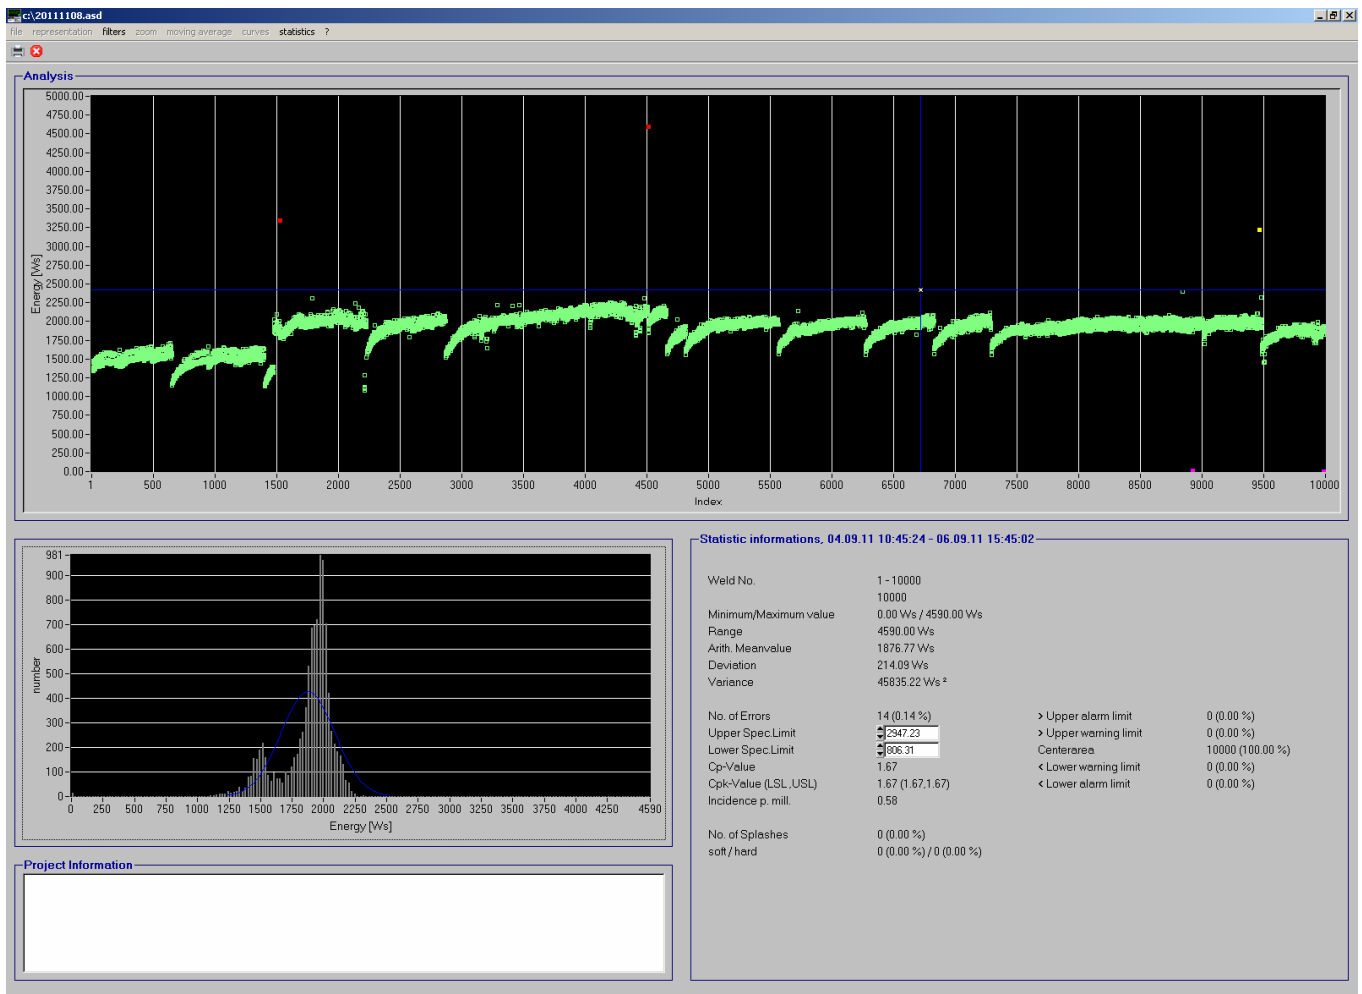 c:\20111108.asd
file representation filters zoom moving average curves statistics ?
Analysis
5000.00
4750.00
4500.00
4250.00
4000.00
3750.00
3500.00
3250.00
3000.00
2750.00
2500.00
2250.00
2000.00
1750.00
1500.00
1250.00
1000.00
750.00
500.00
250.00
0.00
Energy [Ws]
1 500 1000 1500 2000 2500 3000 3500 4000 4500 5000 5500 6000 6500 7000 7500 8000 8500 9000 9500 10000
Index
981
900
800
700
600
500
400
300
200
100
0
number
0 250 500 750 1000 1250 1500 1750 2000 2250 2500 2750 3000 3250 3500 3750 4000 4250 4590
Energy [Ws]
Project Information
Statistic informations, 04.09.11 10:45:24 - 06.09.11 15:45:02
Weld No. 1 - 10000
10000
Minimum/Maximum value 0.00 Ws / 4590.00 Ws
Range 4590.00 Ws
Arith. Meanvalue 1876.77 Ws
Deviation 214.09 Ws
Variance 45835.22 Ws ²
No. of Errors 14 (0.14 %) > Upper alarm limit 0 (0.00 %)
Upper Spec.Limit 2947.23 > Upper warning limit 0 (0.00 %)
Lower Spec.Limit 806.31 Centerarea 10000 (100.00 %)
Cp-Value 1.67 < Lower warning limit 0 (0.00 %)
Cpk-Value (LSL ,USL) 1.67 (1.67,1.67) < Lower alarm limit 0 (0.00 %)
Incidence p. mill. 0.58
No. of Splashes 0 (0.00 %)
soft / hard 0 (0.00 %) / 0 (0.00 %)